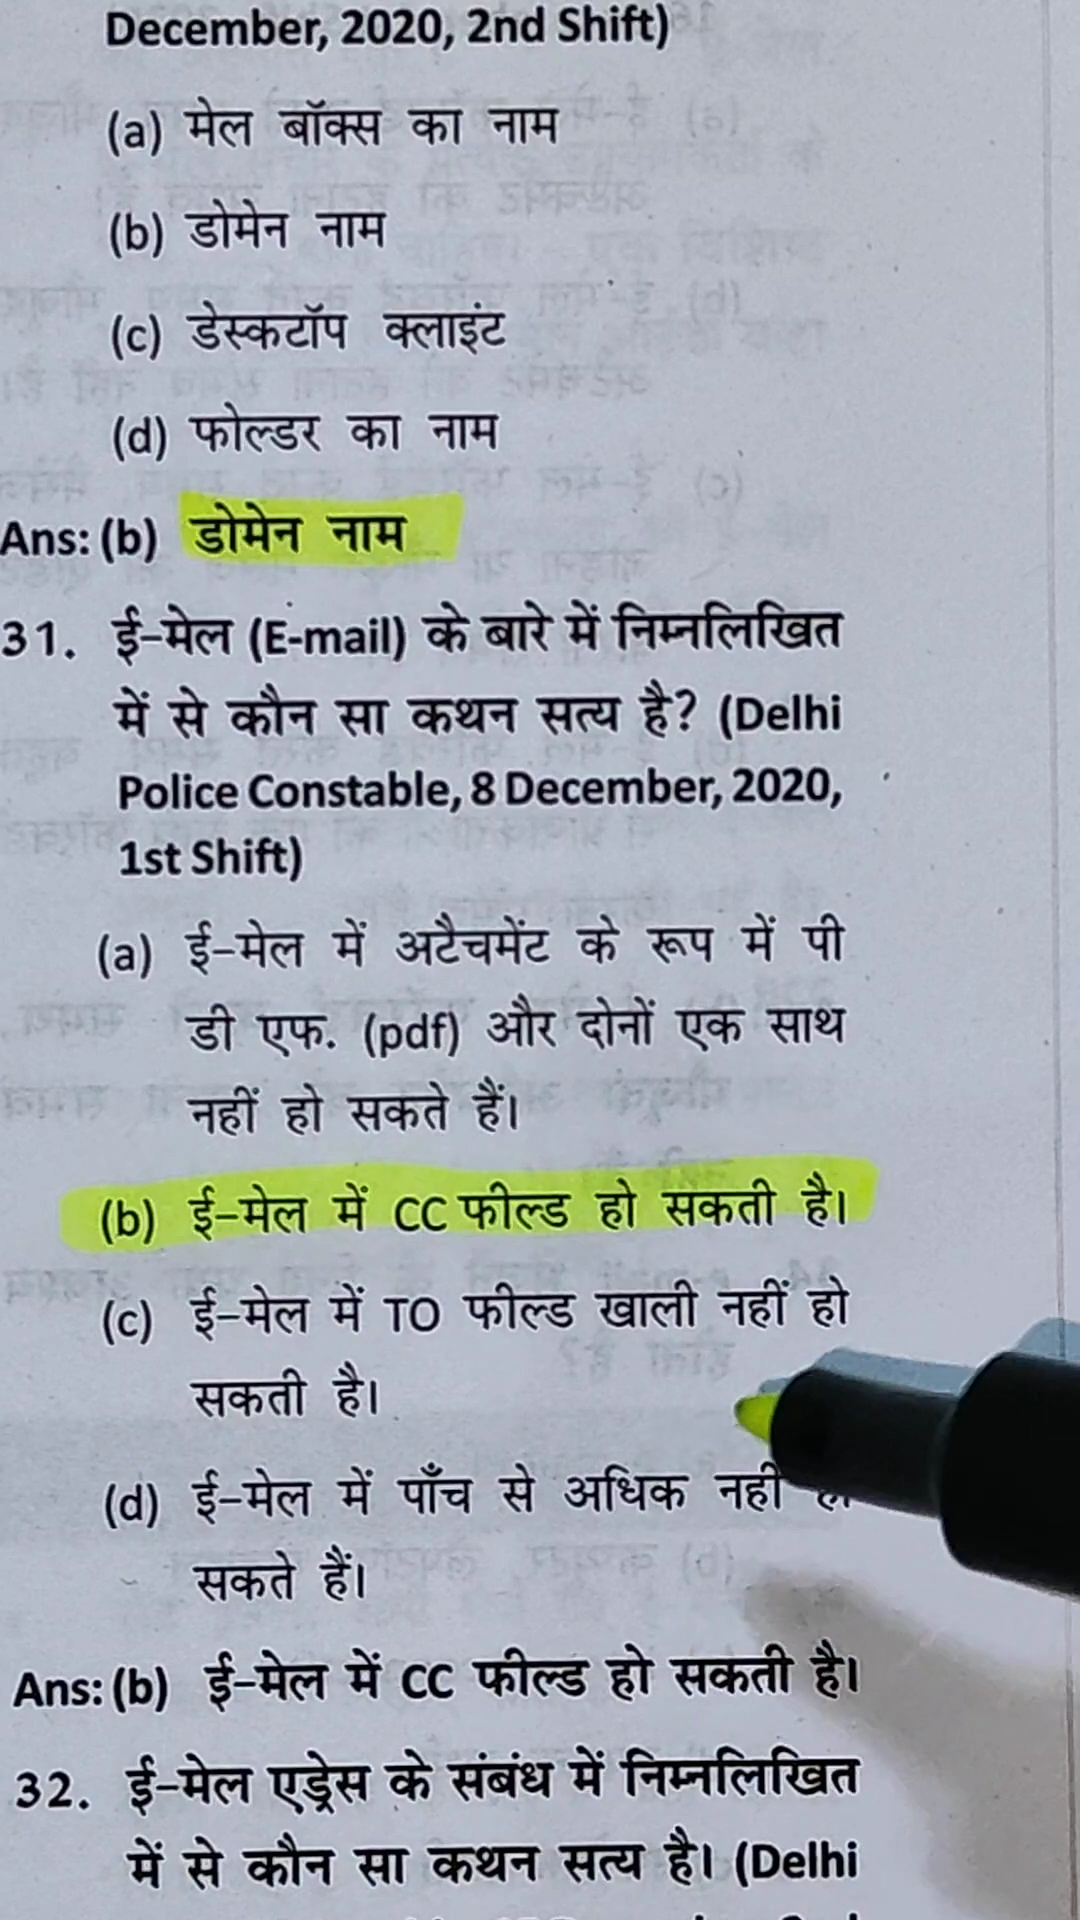 December, 2020, 2nd Shift)
(a) मेल बॉक्स का नाम
(b) डोमेन नाम
(c) डेस्कटॉप क्लाइंट
(d) फोल्डर का नाम
Ans: (b) डोमेन नाम
31. ई-मेल (E-mail) के बारे में निम्नलिखित
में से कौन सा कथन सत्य है? (Delhi
Police Constable, 8 December, 2020,
1st Shift)
(a) ई-मेल में अटैचमेंट के रूप में पी
डी एफ. (pdf) और दोनों एक साथ
नहीं हो सकते हैं।
(b) ई-मेल में CC फील्ड हो सकती है।
(c) ई-मेल में TO फील्ड खाली नहीं हो
सकती है।
(d) ई-मेल में पाँच से अधिक नहीं
सकते हैं।
Ans: (b) ई-मेल में CC फील्ड हो सकती है।
32. ई-मेल एड्रेस के संबंध में निम्नलिखित
में से कौन सा कथन सत्य है। (Delhi